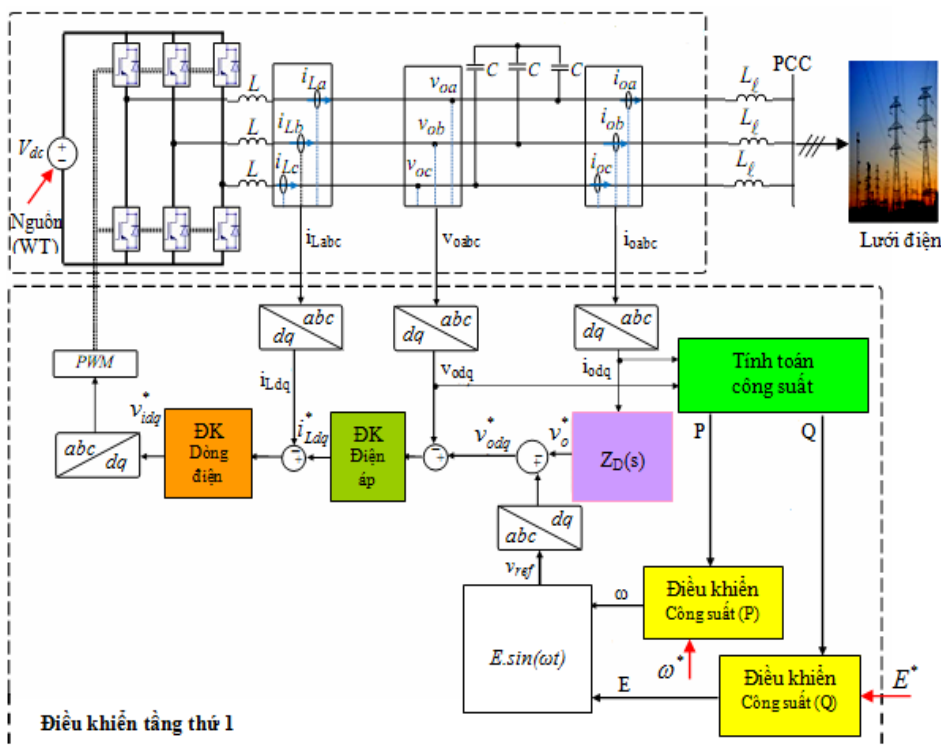 L
L
L
i_La
i_Lb
i_Lc
v_oa
v_ob
v_oc
C
C
C
i_oa
i_ob
i_oc
L_ℓ
L_ℓ
L_ℓ
PCC
V_dc
Nguồn
(WT)
i_Labc
v_oabc
i_oabc
Lưới điện
abc
dq
abc
dq
abc
dq
PWM
i_Ldq
v_odq
i_odq
Tính toán
công suất
v*_idq
ĐK
Dòng
điện
i*_Ldq
ĐK
Điện
áp
v*_odq
v*_o
Z_D(s)
P
Q
abc
dq
dq
abc
v_ref
E.sin(ωt)
ω
Điều khiển
Công suất (P)
ω*
E
Điều khiển
Công suất (Q)
E*
Điều khiển tầng thứ 1